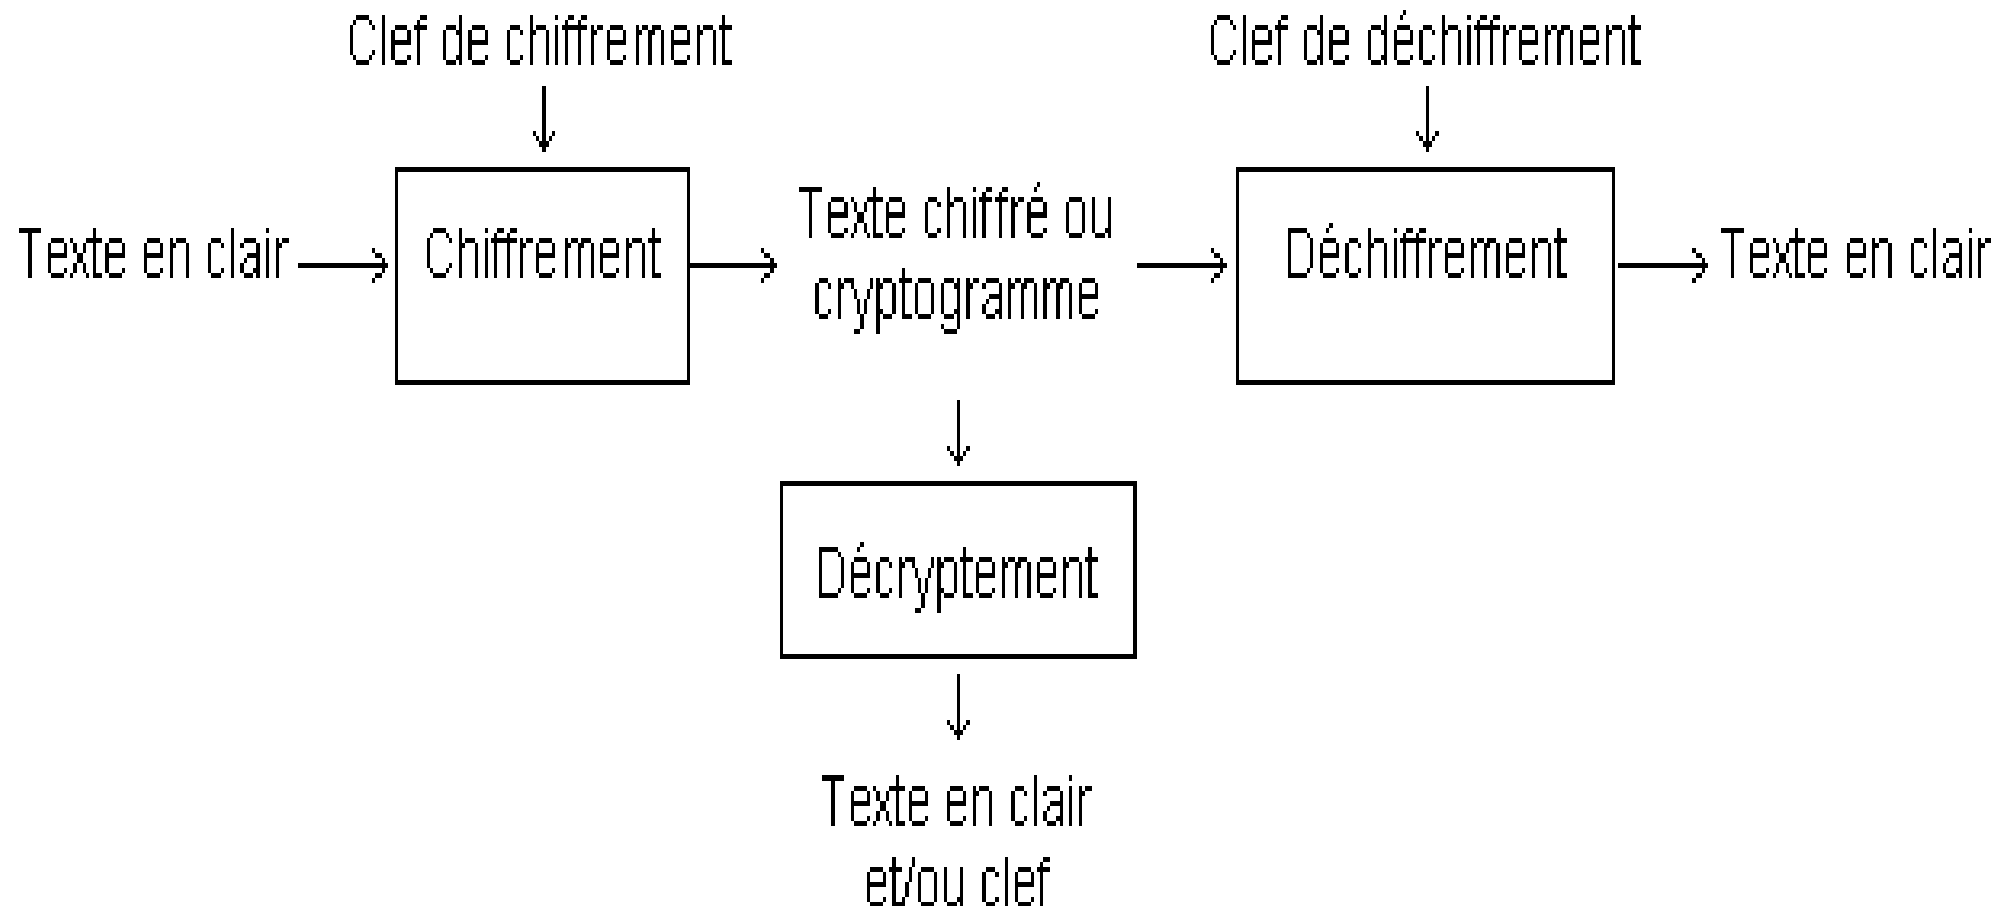 Clef de chiffrement
Clef de déchiffrement
Texte en clair
Chiffrement
Texte chiffré ou
cryptogramme
Déchiffrement
Texte en clair
Décryptement
Texte en clair
et/ou clef